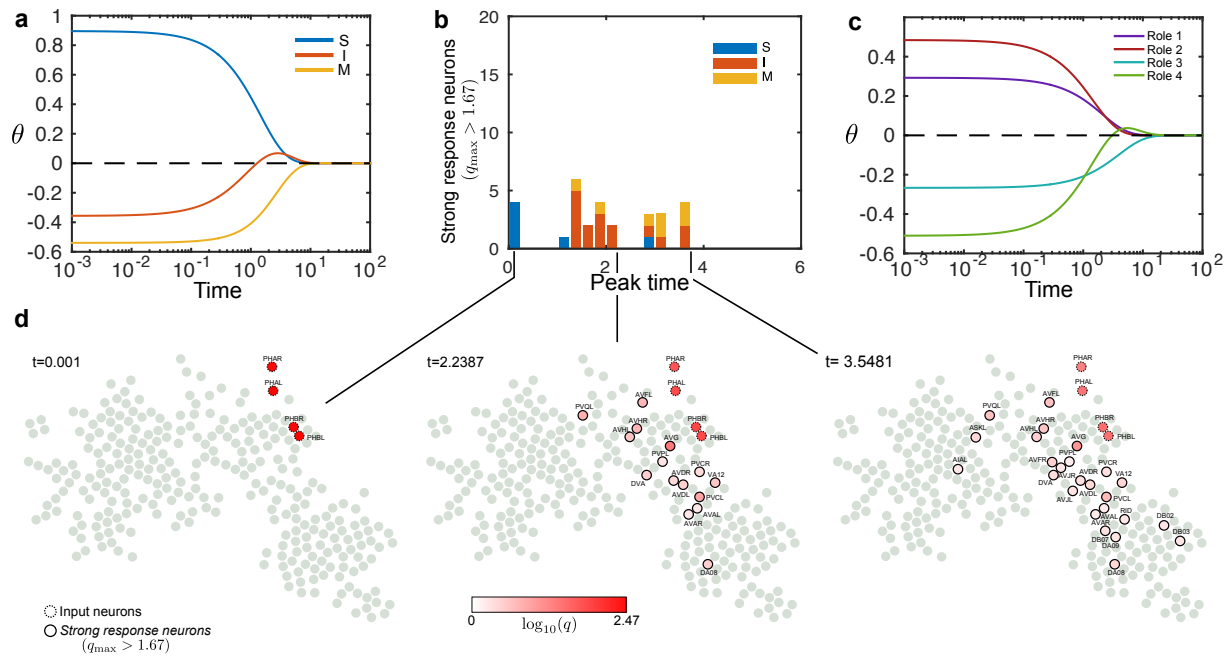 a
1
0.8
0.6
0.4
0.2
0
-0.2
-0.4
-0.6
θ
S
I
M
10^-3
10^-2
10^-1
10^0
10^1
10^2
Time
b
20
15
10
5
0
Strong response neurons
(q_max > 1.67)
S
I
M
0
2
4
6
Peak time
c
0.4
0.2
0
-0.2
-0.4
-0.6
θ
Role 1
Role 2
Role 3
Role 4
10^-3
10^-2
10^-1
10^0
10^1
10^2
Time
d
t=0.001
PHAR
PHAL
PHBR
PHBL
t=2.2387
PHAR
PHAL
AVFL
PVQL
AVHR
AVHL
PHBR
PHBL
AVG
PVPL
PVCR
DVA
AVDR
VA12
AVDL
PVCL
AVAL
AVAR
DA08
t= 3.5481
PHAR
PHAL
AVFL
PVQL
AVHR
ASKL
AVHL
PHBR
PHBL
AVG
AIAL
AVFR
PVPL
PVCR
DVA
AVJR
AVDR
VA12
AVJL
AVDL
PVCL
AVAL
AVAR
RID
DB02
DB07
DB03
DA09
DA08
Input neurons
Strong response neurons
(q_max > 1.67)
0
2.47
log_10(q)